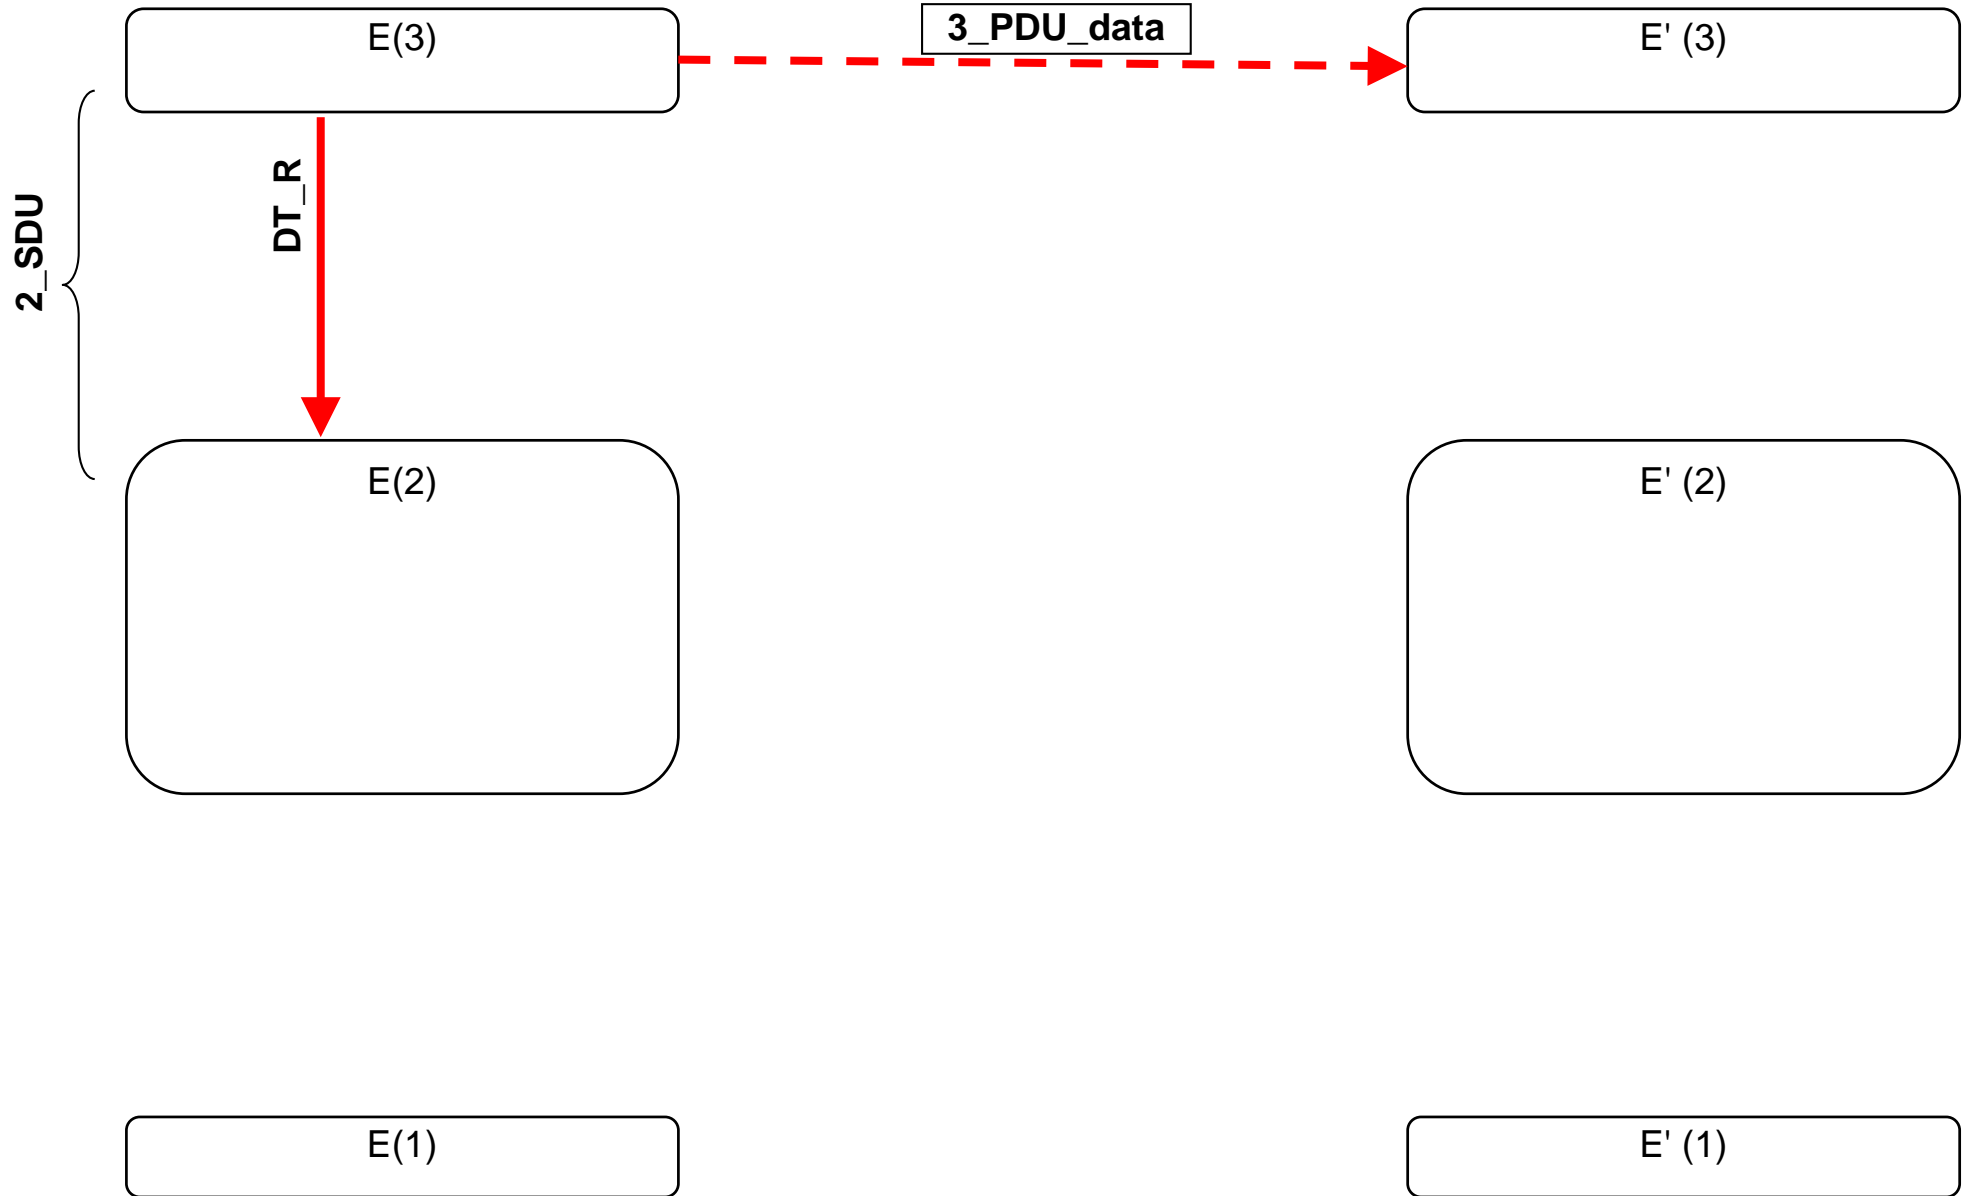 E(3)
3_PDU_data
E' (3)
2_SDU
DT_R
E(2)
E' (2)
E(1)
E' (1)